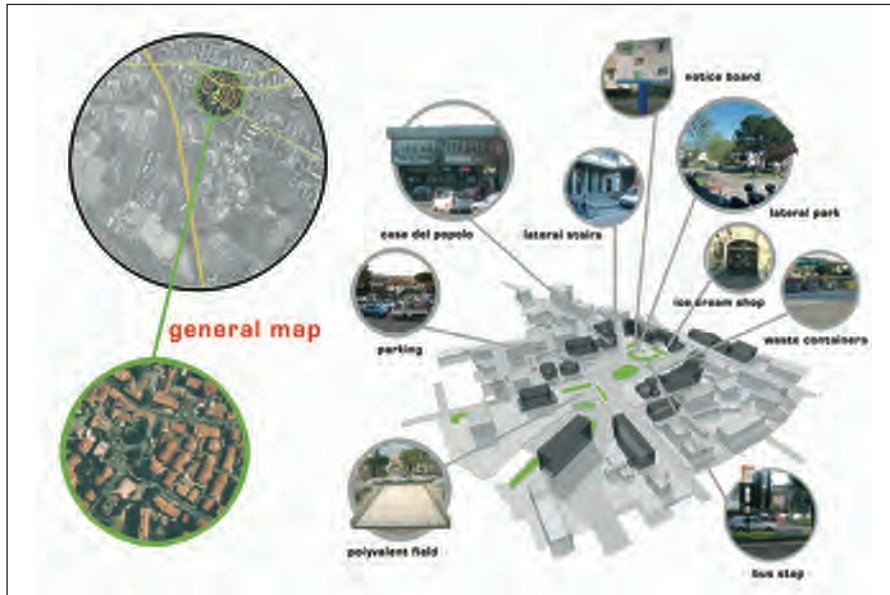 notice board
lateral park
case del popolo
lateral stairs
ice cream shop
general map
parking
waste containers
polyvalent field
bus stop